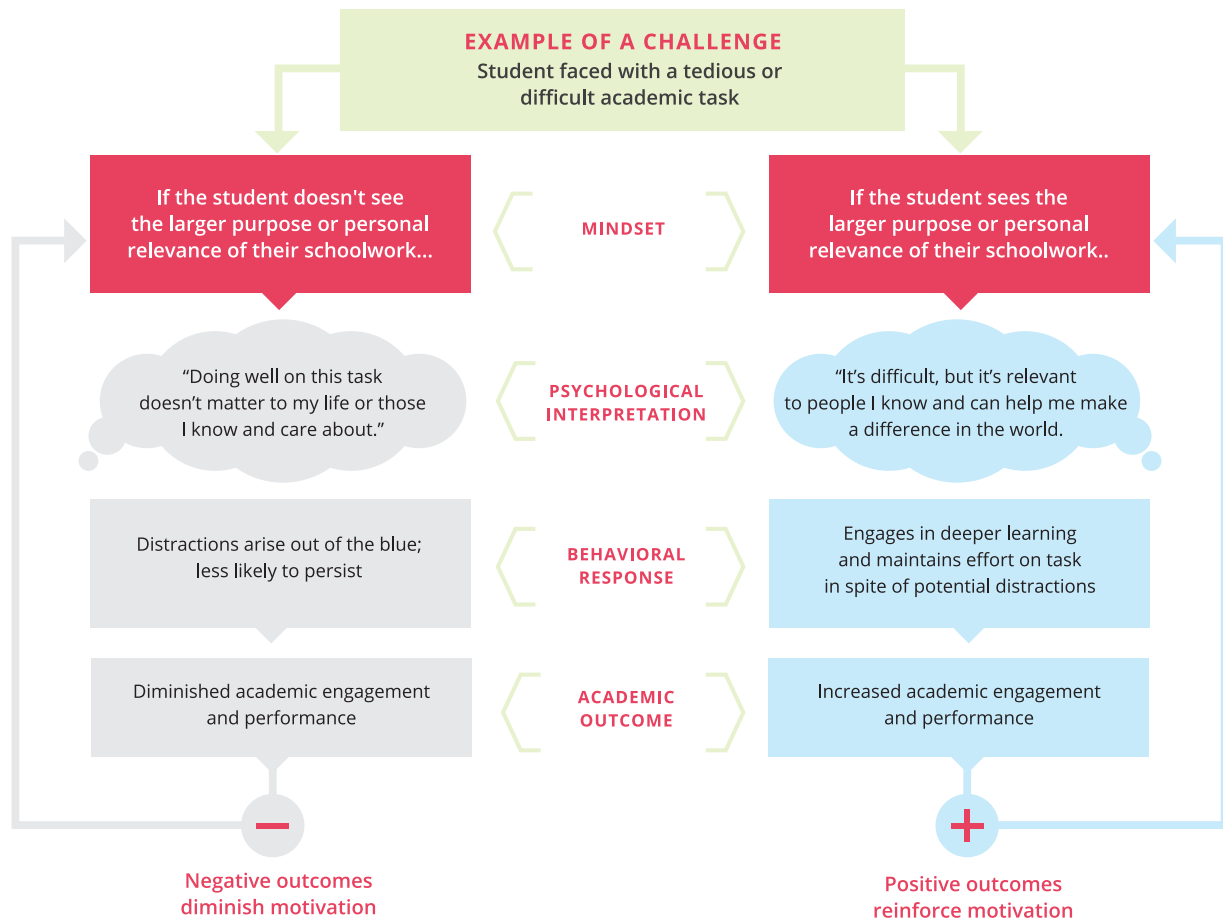 EXAMPLE OF A CHALLENGE
Student faced with a tedious or
difficult academic task
If the student doesn't see
the larger purpose or personal
relevance of their schoolwork...
MINDSET
If the student sees the
larger purpose or personal
relevance of their schoolwork..
“Doing well on this task
doesn’t matter to my life or those
I know and care about.”
PSYCHOLOGICAL
INTERPRETATION
“It’s difficult, but it’s relevant
to people I know and can help me make
a difference in the world.
Distractions arise out of the blue;
less likely to persist
BEHAVIORAL
RESPONSE
Engages in deeper learning
and maintains effort on task
in spite of potential distractions
Diminished academic engagement
and performance
ACADEMIC
OUTCOME
Increased academic engagement
and performance
Negative outcomes
diminish motivation
Positive outcomes
reinforce motivation